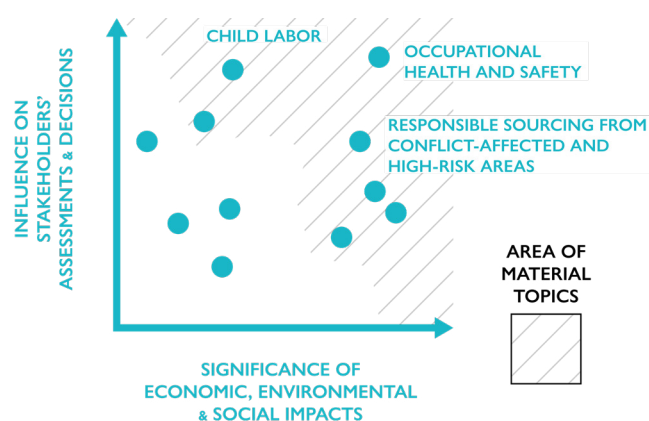 CHILD LABOR
OCCUPATIONAL
HEALTH AND SAFETY
RESPONSIBLE SOURCING FROM
CONFLICT-AFFECTED AND
HIGH-RISK AREAS
INFLUENCE ON
STAKEHOLDERS'
ASSESSMENTS & DECISIONS
AREA OF
MATERIAL
TOPICS
SIGNIFICANCE OF
ECONOMIC, ENVIRONMENTAL
& SOCIAL IMPACTS